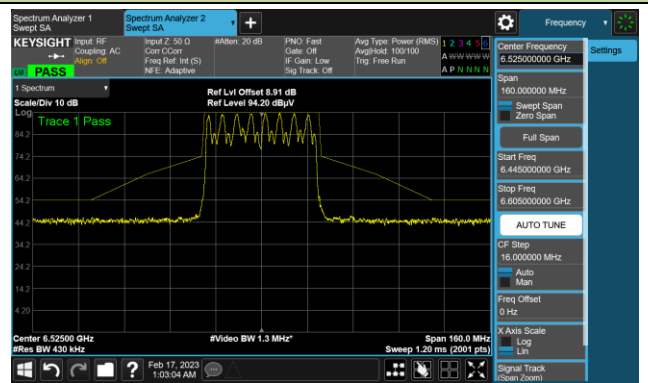 Spectrum Analyzer 1
Swept SA
Spectrum Analyzer 2
Swept SA
Frequency
KEYSIGHT
Input: RF
Coupling: AC
Align: Off
Input Z: 50 Ω
Corr CCorr
Freq Ref: Int (S)
NFE: Adaptive
#Atten: 20 dB
PNO: Fast
Gate: Off
IF Gain: Low
Sig Track: Off
Avg Type: Power (RMS)
Avg|Hold: 100/100
Trig: Free Run
1 2 3 4 5 6
A W W W W W
A P N N N N
LXI
PASS
1 Spectrum
Scale/Div 10 dB
Ref Lvl Offset 8.91 dB
Ref Level 94.20 dBµV
Log
Trace 1 Pass
84.2
74.2
64.2
54.2
44.2
34.2
24.2
14.2
4.20
Center 6.52500 GHz
#Video BW 1.3 MHz*
Span 160.0 MHz
#Res BW 430 kHz
Sweep 1.20 ms (2001 pts)
?
Feb 17, 2023
1:03:04 AM
Center Frequency
6.525000000 GHz
Settings
Span
160.000000 MHz
Swept Span
Zero Span
Full Span
Start Freq
6.445000000 GHz
Stop Freq
6.605000000 GHz
AUTO TUNE
CF Step
16.000000 MHz
Auto
Man
Freq Offset
0 Hz
X Axis Scale
Log
Lin
Signal Track
(Span Zoom)